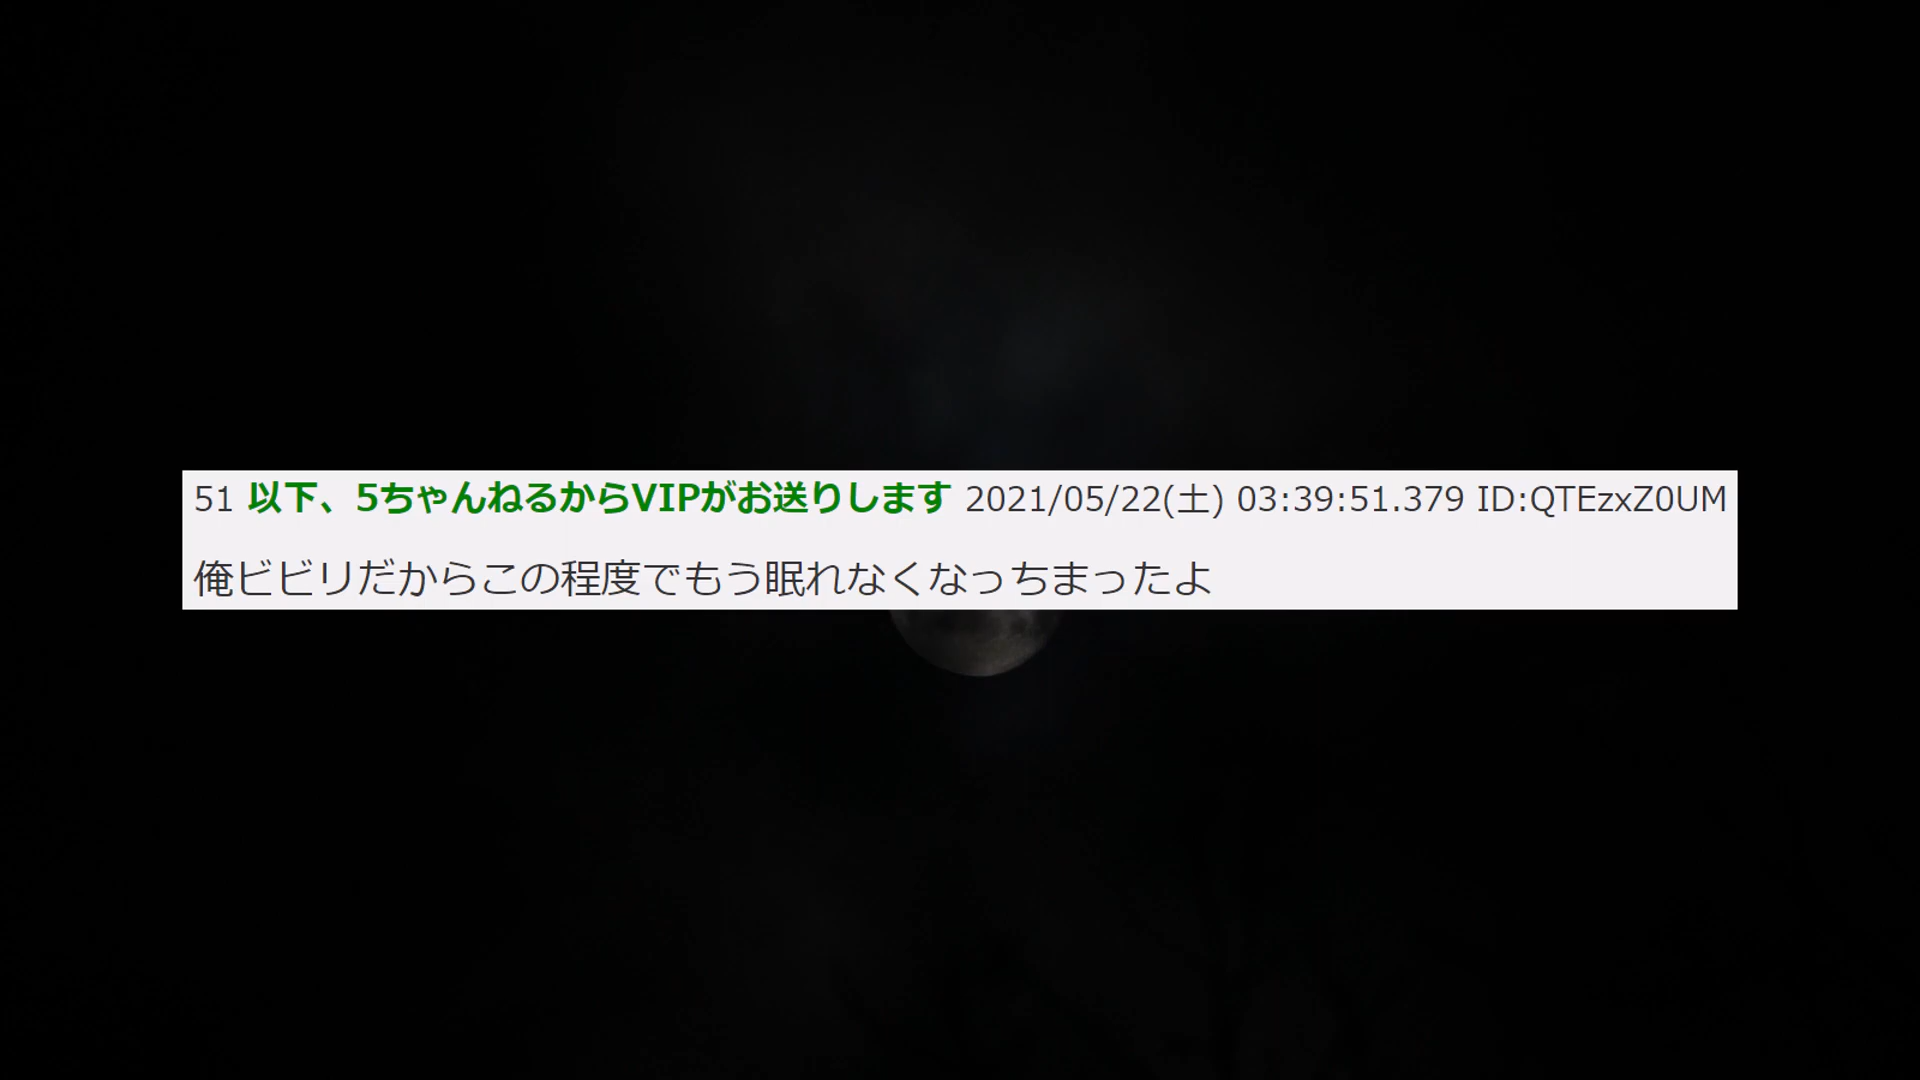 51 以下、5ちゃんねるからVIPがお送りします 2021/05/22(土) 03:39:51.379 ID:QTEzxZ0UM
俺ビビリだからこの程度でもう眠れなくなっちまったよ